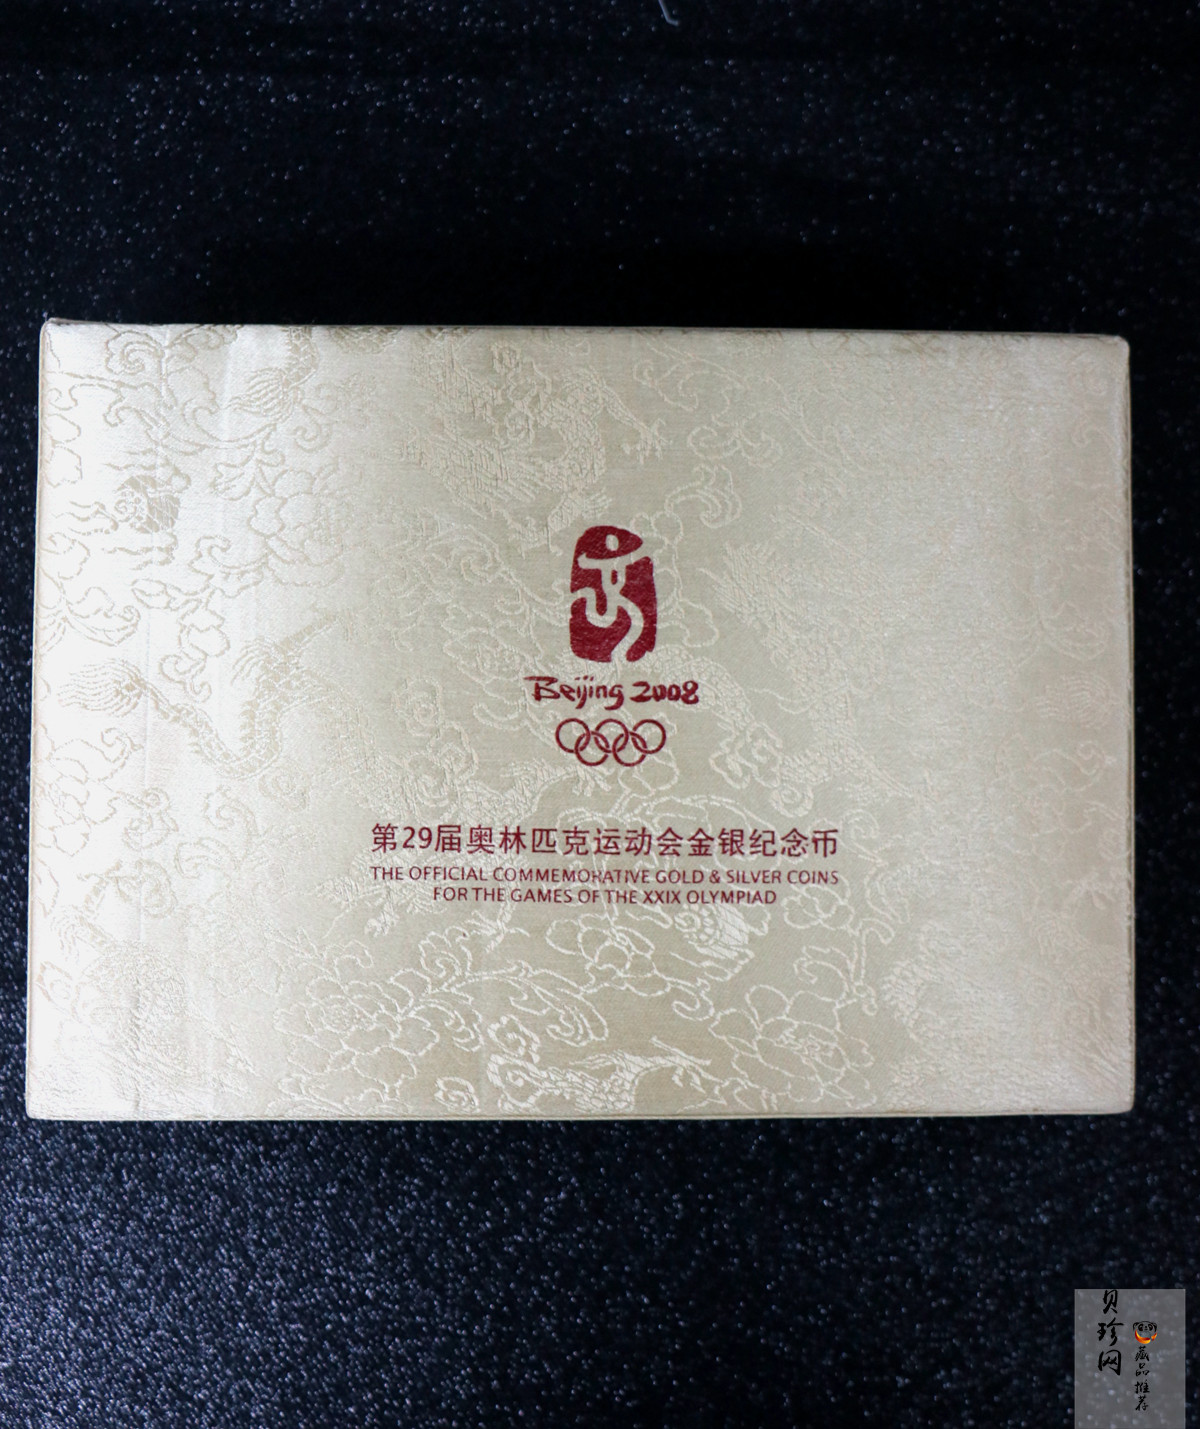 Beijing 2008
第29届奥林匹克运动会金银纪念币
THE OFFICIAL COMMEMORATIVE GOLD & SILVER COINS
FOR THE GAMES OF THE XXIX OLYMPIAD
贝珍网
藏品推荐